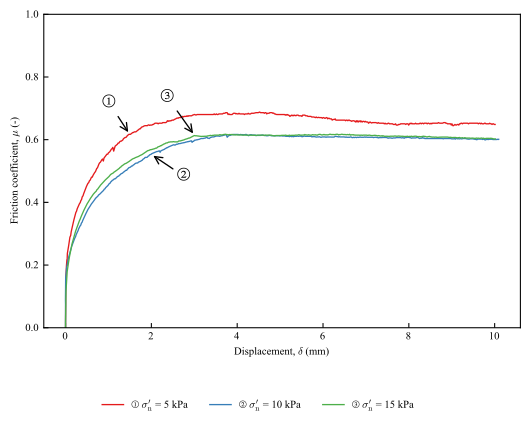 1.0
0.8
0.6
0.4
0.2
0.0
Friction coefficient, μ (-)
①
③
②
0 2 4 6 8 10
Displacement, δ (mm)
① σ′n = 5 kPa ② σ′n = 10 kPa ③ σ′n = 15 kPa